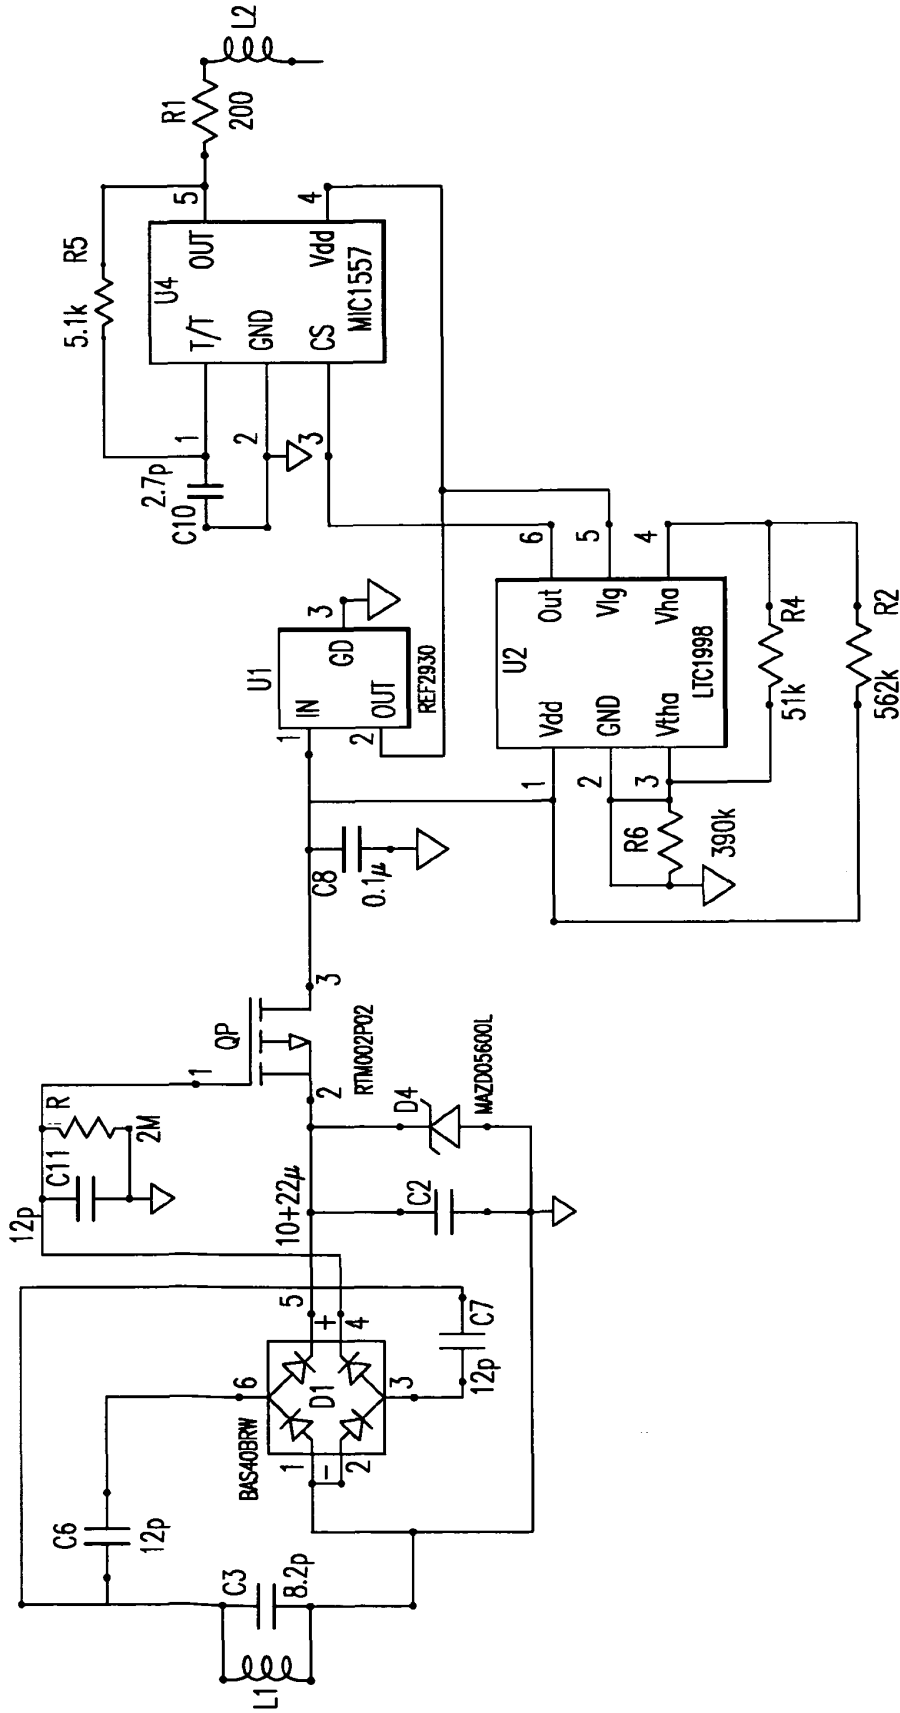 L1
C3
8.2p
C6
12p
BAS40BRW
D1
1
2
3
4
5
6
+
-
C7
12p
12p
C11
R
2M
10+22µ
C2
D4
MAZD05600L
QP
1
2
3
RTM002P02
C8
0.1µ
U1
IN
OUT
GD
1
2
3
REF2930
U2
Vdd
GND
Vtha
Out
Vlg
Vha
LTC1998
1
2
3
4
5
6
R6
390k
R4
51k
R2
562k
C10
2.7p
R5
5.1k
U4
T/T
GND
CS
OUT
Vdd
MIC1557
1
2
3
4
5
R1
200
L2